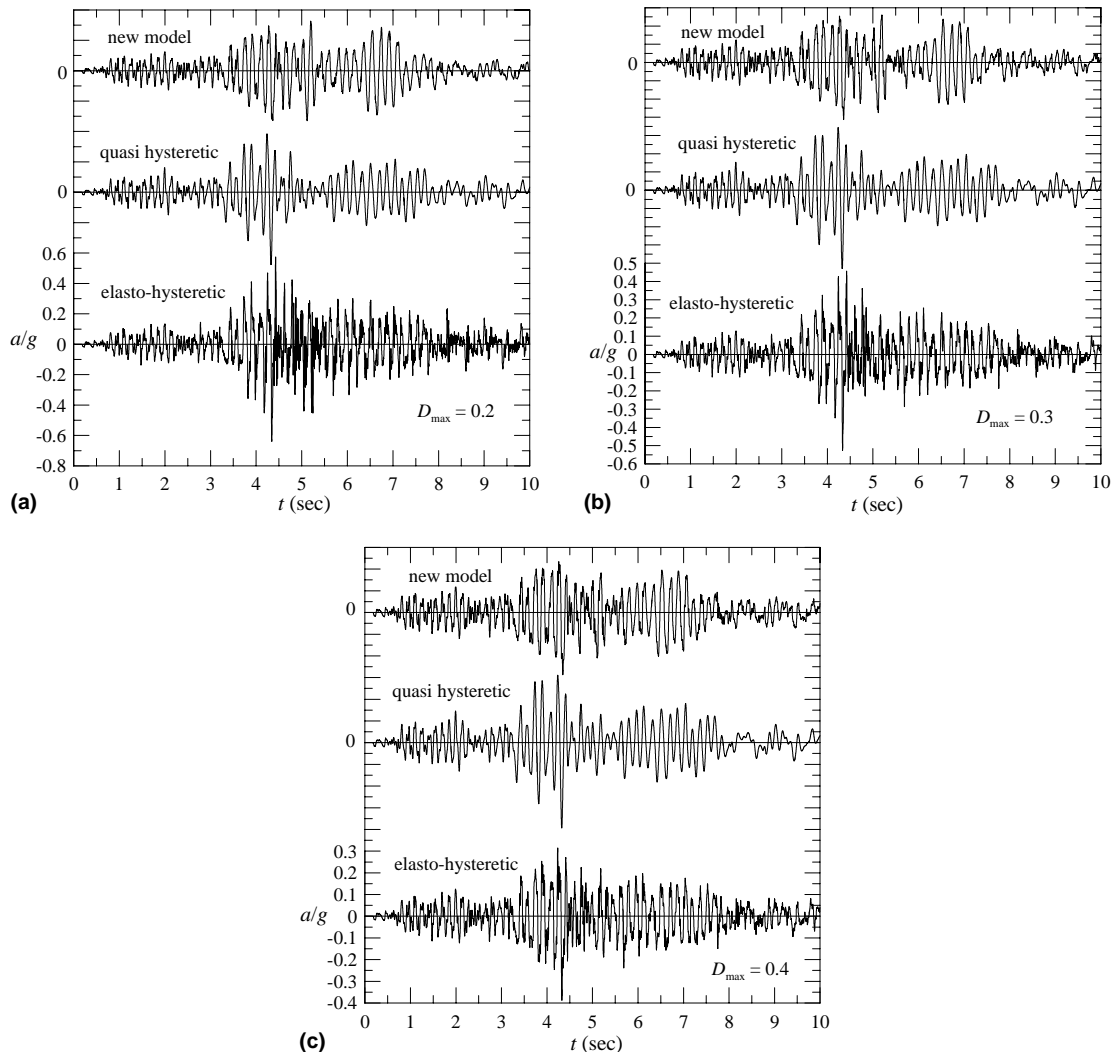 new model
0
quasi hysteretic
0
0.6
elasto-hysteretic
0.4
0.2
a/g
0
-0.2
-0.4
D max = 0.2
-0.6
-0.8
0 1 2 3 4 5 6 7 8 9 10
(a)
t (sec)
new model
0
quasi hysteretic
0
0.5
0.4
elasto-hysteretic
0.3
0.2
0.1
a/g
0
-0.1
-0.2
-0.3
D max = 0.3
-0.4
-0.5
-0.6
0 1 2 3 4 5 6 7 8 9 10
(b)
t (sec)
new model
0
quasi hysteretic
0
0.3
elasto-hysteretic
0.2
0.1
a/g
0
-0.1
-0.2
D max = 0.4
-0.3
-0.4
0 1 2 3 4 5 6 7 8 9 10
(c)
t (sec)